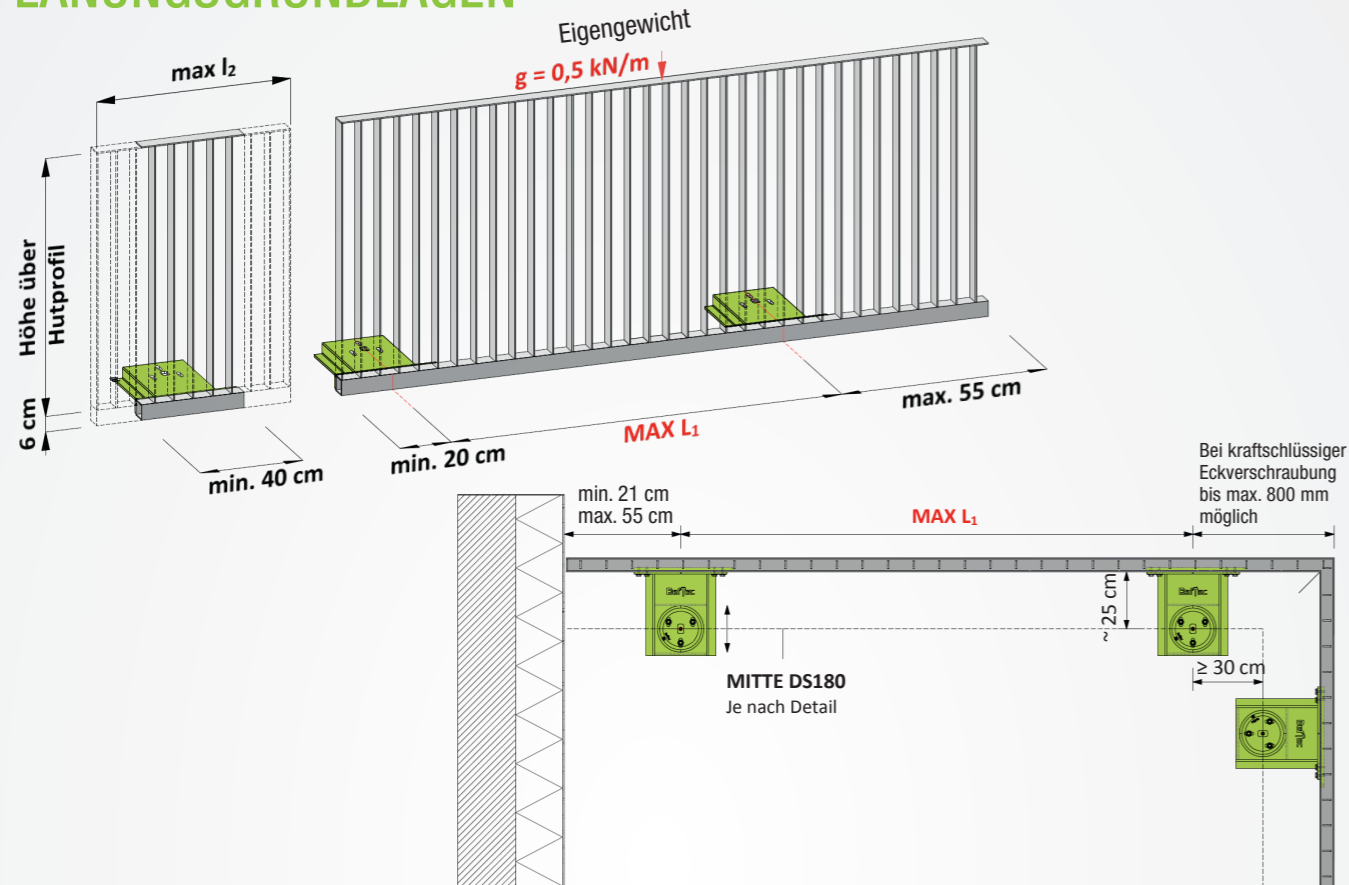 LANUNGSGRUNDLAGEN
Eigengewicht
g = 0,5 kN/m
max l₂
Höhe über
Hutprofil
6 cm
min. 40 cm
min. 20 cm
MAX L₁
max. 55 cm
Bei kraftschlüssiger
Eckverschraubung
bis max. 800 mm
möglich
min. 21 cm
max. 55 cm
MAX L₁
~ 25 cm
≥ 30 cm
MITTE DS180
Je nach Detail